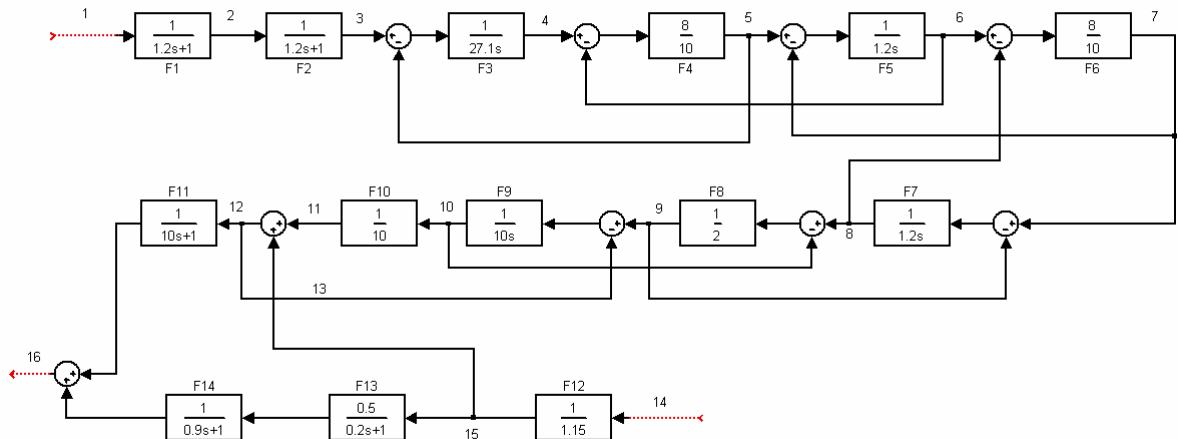 1 2 3 4 5 6 7
1 1 1 8 1 8
1.2s+1 1.2s+1 27.1s 10 1.2s 10
F1 F2 F3 F4 F5 F6
F11 F10 F9 F8 F7
12 11 10 9 8
1 1 1 1 1
10s+1 10 10s 2 1.2s
13
16
F14 F13 F12
1 0.5 1 14
0.9s+1 0.2s+1 15 1.15